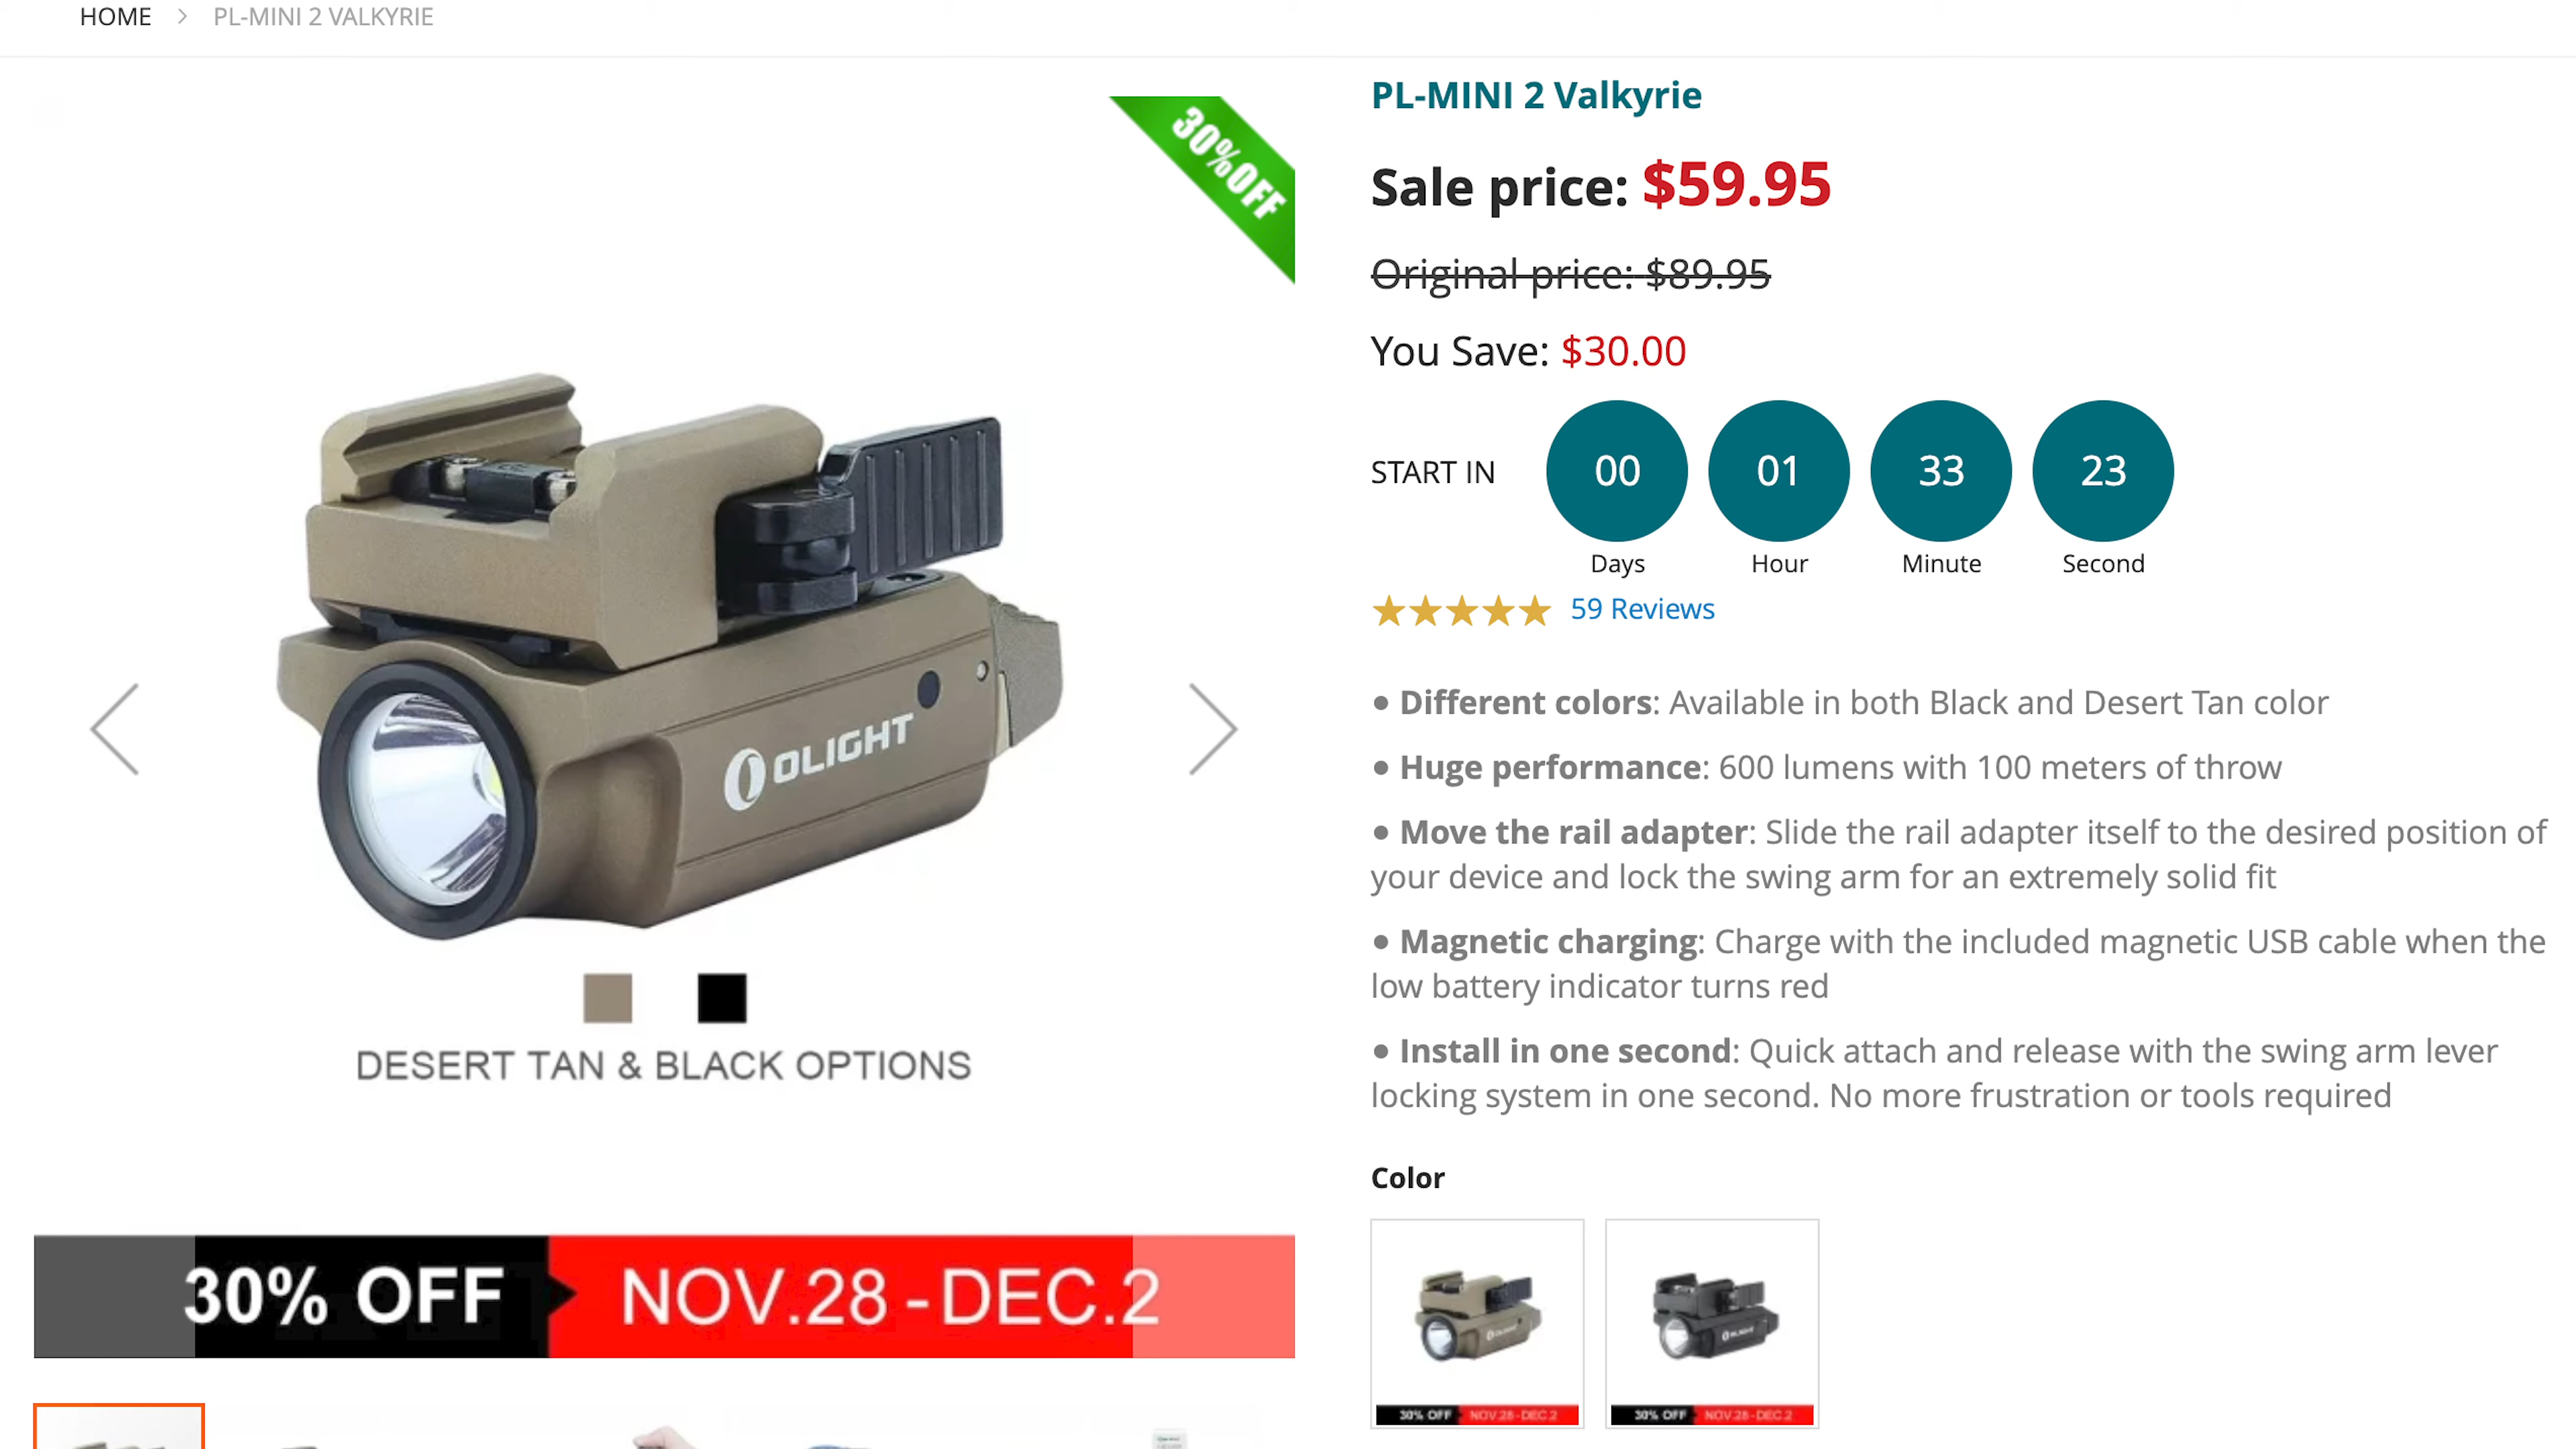 HOME > PL-MINI 2 VALKYRIE
30%OFF
OLIGHT
DESERT TAN & BLACK OPTIONS
30% OFF NOV.28 - DEC.2
PL-MINI 2 Valkyrie
Sale price: $59.95
Original price: $89.95
You Save: $30.00
START IN 00 01 33 23
Days Hour Minute Second
59 Reviews
● Different colors: Available in both Black and Desert Tan color
● Huge performance: 600 lumens with 100 meters of throw
● Move the rail adapter: Slide the rail adapter itself to the desired position of
your device and lock the swing arm for an extremely solid fit
● Magnetic charging: Charge with the included magnetic USB cable when the
low battery indicator turns red
● Install in one second: Quick attach and release with the swing arm lever
locking system in one second. No more frustration or tools required
Color
OLIGHT OLIGHT
30% OFF NOV.28-DEC.2 30% OFF NOV.28-DEC.2